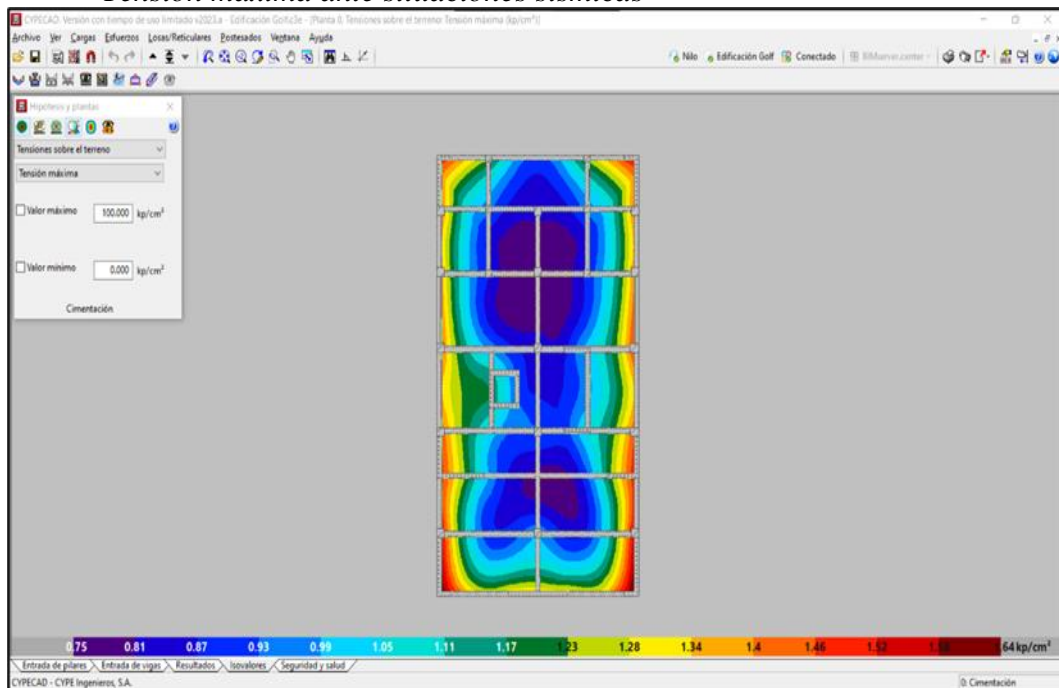 Tensión máxima ante situaciones sísmicas
CYPECAD. Versión con tiempo de uso limitado v2023.a - Edificación Golf\c3e - [Planta 0. Tensiones sobre el terreno: Tensión máxima (kp/cm²)]
Archivo Ver Cargas Esfuerzos Losas/Reticulares Postesados Ventana Ayuda
Nilo Edificación Golf Conectado BIMserver.center
Hipótesis y plantas
Tensiones sobre el terreno
Tensión máxima
Valor máximo 100.000 kp/cm²
Valor mínimo 0.000 kp/cm²
Cimentación
0.75 0.81 0.87 0.93 0.99 1.05 1.11 1.17 1.23 1.28 1.34 1.4 1.46 1.52 1.64 kp/cm²
Entrada de pilares Entrada de vigas Resultados Isovalores Seguridad y salud
CYPECAD - CYPE Ingenieros, S.A. 0: Cimentación